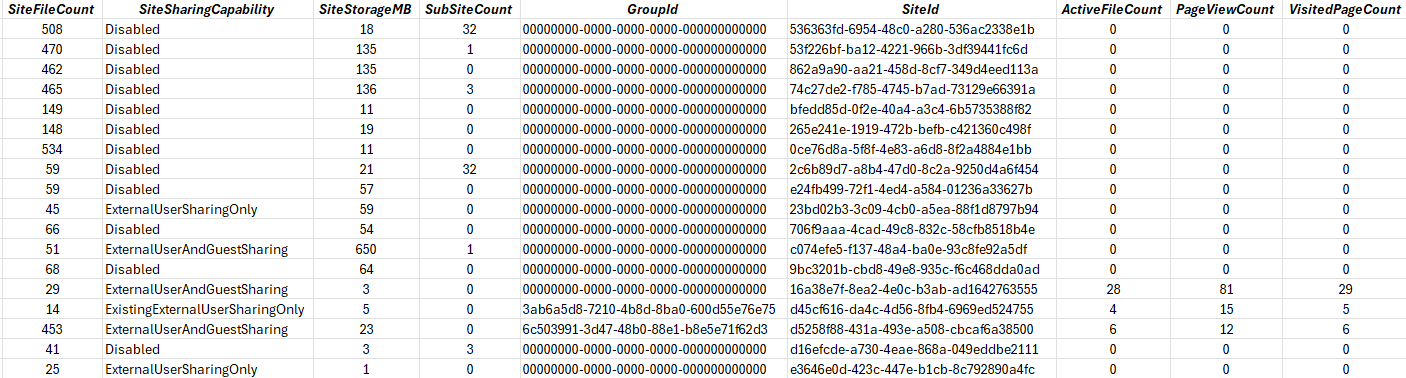 SiteFileCount SiteSharingCapability SiteStorageMB SubSiteCount GroupId SiteId ActiveFileCount PageViewCount VisitedPageCount
508 Disabled 18 32 00000000-0000-0000-0000-000000000000 536363fd-6954-48c0-a280-536ac2338e1b 0 0 0
470 Disabled 135 1 00000000-0000-0000-0000-000000000000 53f226bf-ba12-4221-966b-3df39441fc6d 0 0 0
462 Disabled 135 0 00000000-0000-0000-0000-000000000000 862a9a90-aa21-458d-8cf7-349d4eed113a 0 0 0
465 Disabled 136 3 00000000-0000-0000-0000-000000000000 74c27de2-f785-4745-b7ad-73129e66391a 0 0 0
149 Disabled 11 0 00000000-0000-0000-0000-000000000000 bfedd85d-0f2e-40a4-a3c4-6b5735388f82 0 0 0
148 Disabled 19 0 00000000-0000-0000-0000-000000000000 265e241e-1919-472b-befb-c421360c498f 0 0 0
534 Disabled 11 0 00000000-0000-0000-0000-000000000000 0ce76d8a-5f8f-4e83-a6d8-8f2a4884e1bb 0 0 0
59 Disabled 21 32 00000000-0000-0000-0000-000000000000 2c6b89d7-a8b4-47d0-8c2a-9250d4a6f454 0 0 0
59 Disabled 57 0 00000000-0000-0000-0000-000000000000 e24fb499-72f1-4ed4-a584-01236a33627b 0 0 0
45 ExternalUserSharingOnly 59 0 00000000-0000-0000-0000-000000000000 23bd02b3-3c09-4cb0-a5ea-88f1d8797b94 0 0 0
66 Disabled 54 0 00000000-0000-0000-0000-000000000000 706f9aaa-4cad-49c8-832c-58cfb8518b4e 0 0 0
51 ExternalUserAndGuestSharing 650 1 00000000-0000-0000-0000-000000000000 c074efe5-f137-48a4-ba0e-93c8fe92a5df 0 0 0
68 Disabled 64 0 00000000-0000-0000-0000-000000000000 9bc3201b-cbd8-49e8-935c-f6c468dda0ad 0 0 0
29 ExternalUserAndGuestSharing 3 0 00000000-0000-0000-0000-000000000000 16a38e7f-8ea2-4e0c-b3ab-ad1642763555 28 81 29
14 ExistingExternalUserSharingOnly 5 0 3ab6a5d8-7210-4b8d-8ba0-600d55e76e75 d45cf616-da4c-4d56-8fb4-6969ed524755 4 15 5
453 ExternalUserAndGuestSharing 23 0 6c503991-3d47-48b0-88e1-b8e5e71f62d3 d5258f88-431a-493e-a508-cbcaf6a38500 6 12 6
41 Disabled 3 3 00000000-0000-0000-0000-000000000000 d16efcde-a730-4eae-868a-049eddbe2111 0 0 0
25 ExternalUserSharingOnly 1 0 00000000-0000-0000-0000-000000000000 e3646e0d-423c-447e-b1cb-8c792890a4fc 0 0 0